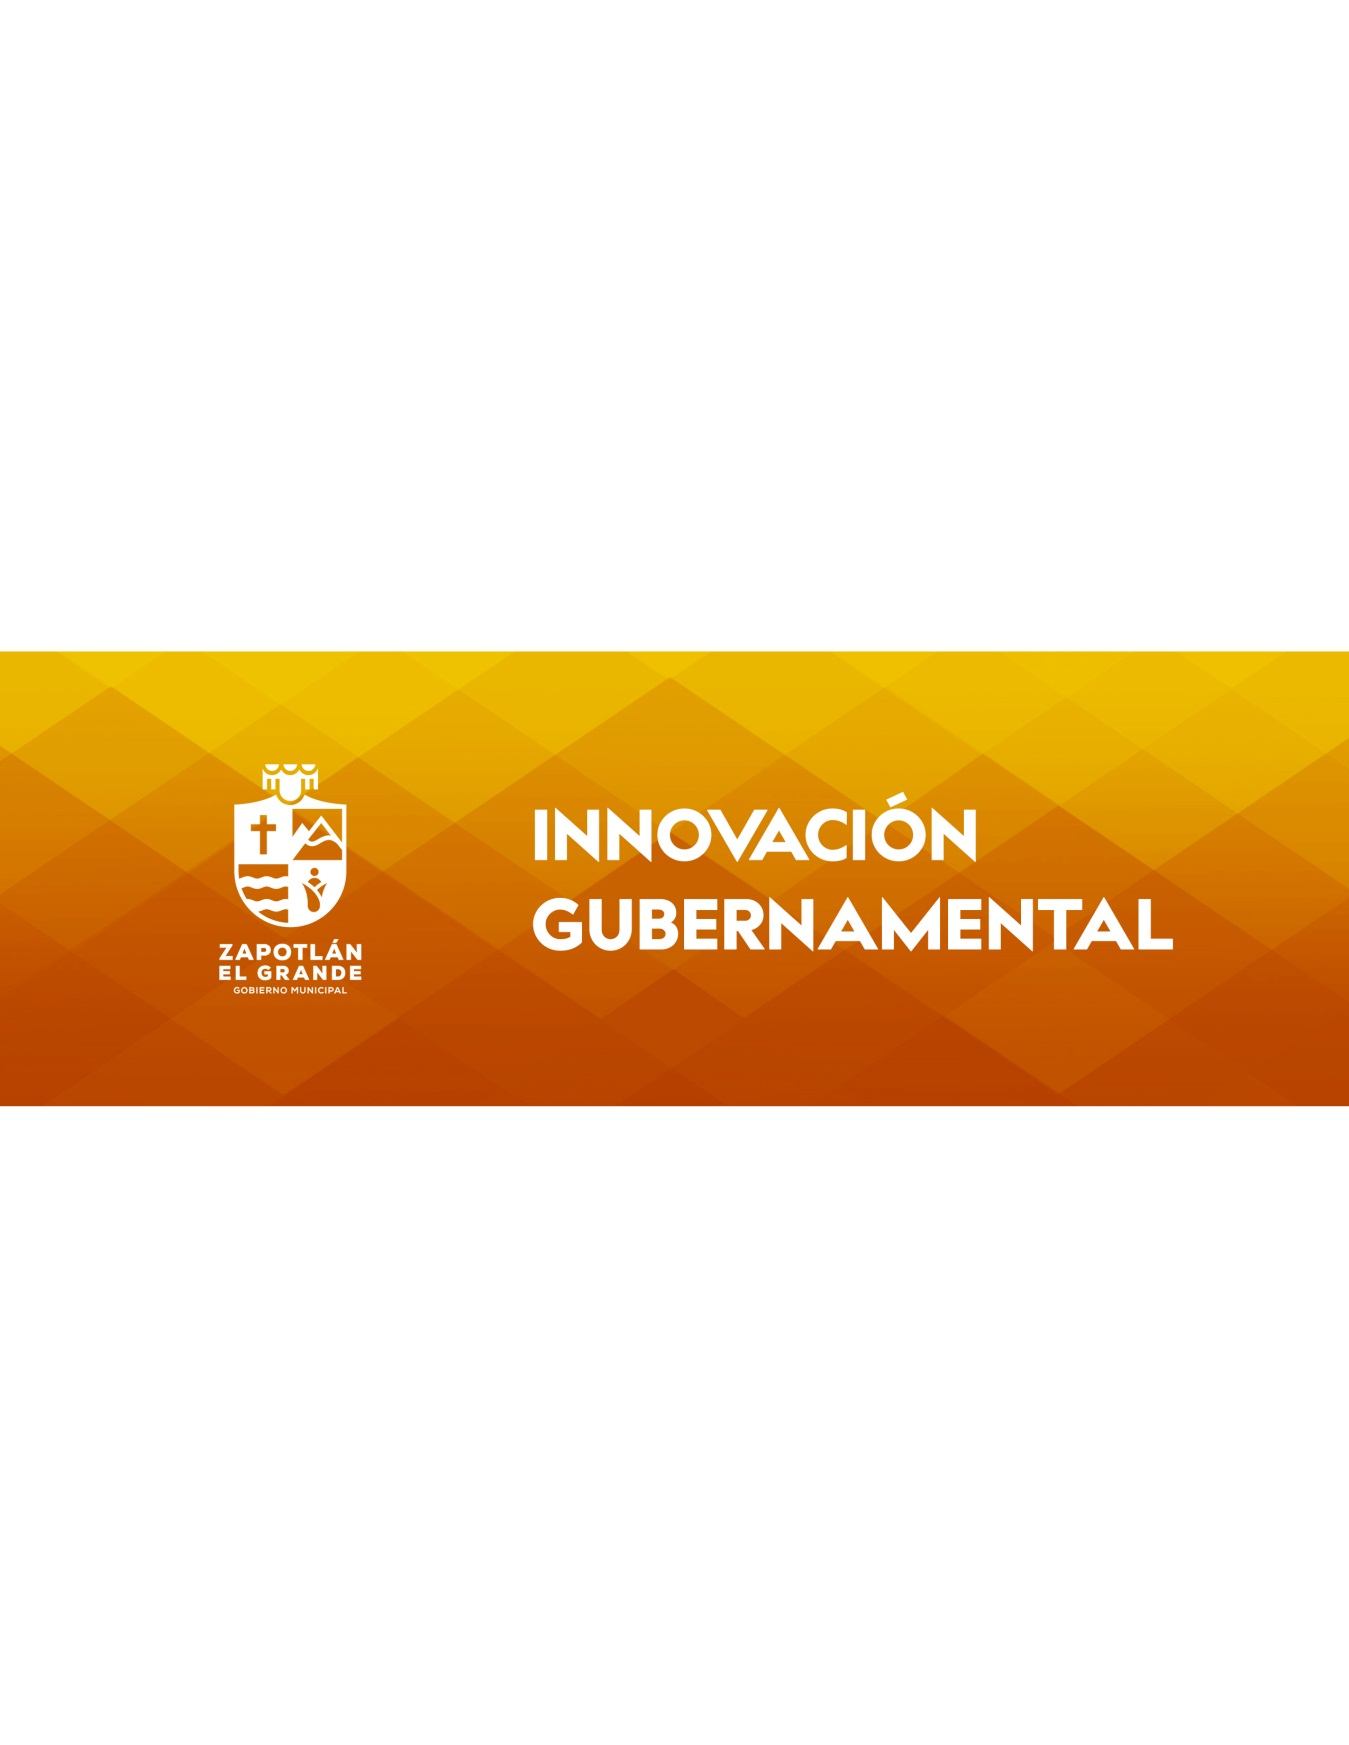 ZAPOTLÁN
EL GRANDE
GOBIERNO MUNICIPAL
INNOVACIÓN
GUBERNAMENTAL